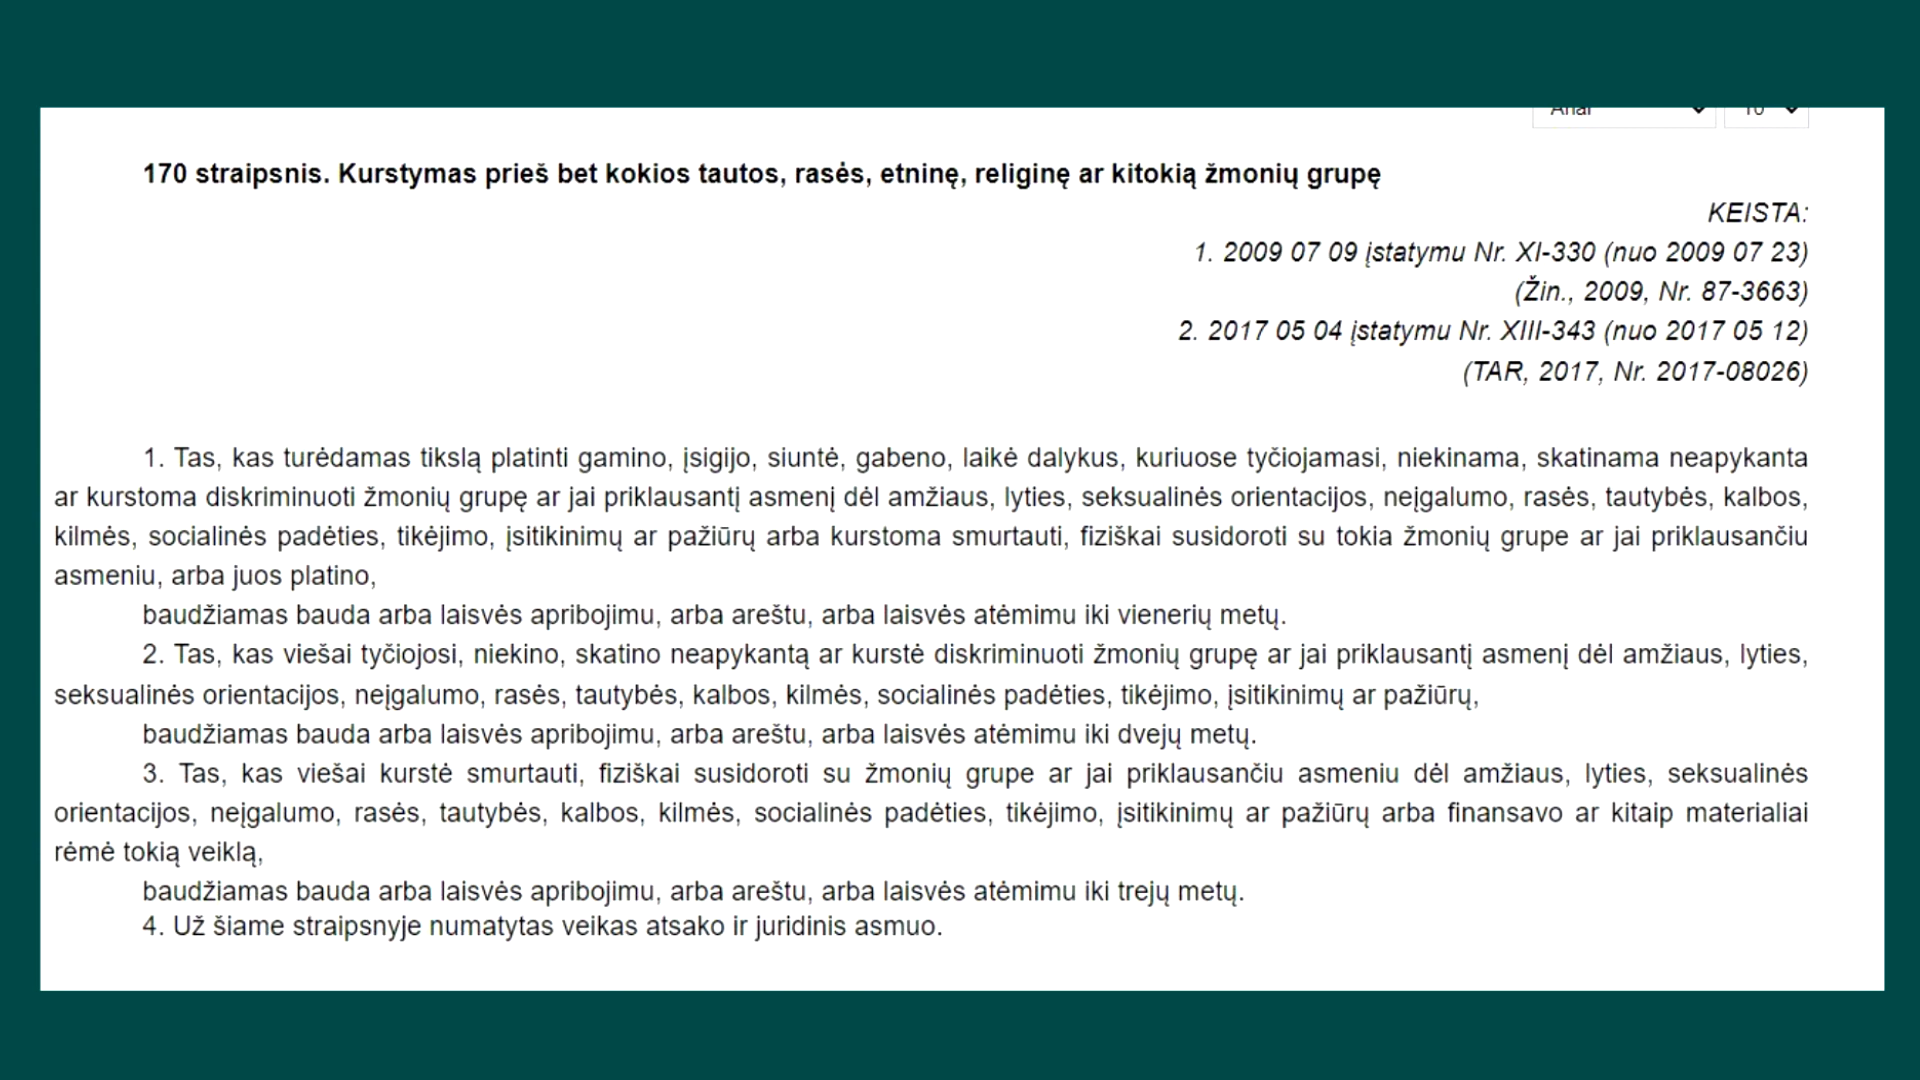 Arial 10
170 straipsnis. Kurstymas prieš bet kokios tautos, rasės, etninę, religinę ar kitokią žmonių grupę
KEISTA:
1. 2009 07 09 įstatymu Nr. XI-330 (nuo 2009 07 23)
(Žin., 2009, Nr. 87-3663)
2. 2017 05 04 įstatymu Nr. XIII-343 (nuo 2017 05 12)
(TAR, 2017, Nr. 2017-08026)
1. Tas, kas turėdamas tikslą platinti gamino, įsigijo, siuntė, gabeno, laikė dalykus, kuriuose tyčiojamasi, niekinama, skatinama neapykanta
ar kurstoma diskriminuoti žmonių grupę ar jai priklausantį asmenį dėl amžiaus, lyties, seksualinės orientacijos, neįgalumo, rasės, tautybės, kalbos,
kilmės, socialinės padėties, tikėjimo, įsitikinimų ar pažiūrų arba kurstoma smurtauti, fiziškai susidoroti su tokia žmonių grupe ar jai priklausančiu
asmeniu, arba juos platino,
baudžiamas bauda arba laisvės apribojimu, arba areštu, arba laisvės atėmimu iki vienerių metų.
2. Tas, kas viešai tyčiojosi, niekino, skatino neapykantą ar kurstė diskriminuoti žmonių grupę ar jai priklausantį asmenį dėl amžiaus, lyties,
seksualinės orientacijos, neįgalumo, rasės, tautybės, kalbos, kilmės, socialinės padėties, tikėjimo, įsitikinimų ar pažiūrų,
baudžiamas bauda arba laisvės apribojimu, arba areštu, arba laisvės atėmimu iki dvejų metų.
3. Tas, kas viešai kurstė smurtauti, fiziškai susidoroti su žmonių grupe ar jai priklausančiu asmeniu dėl amžiaus, lyties, seksualinės
orientacijos, neįgalumo, rasės, tautybės, kalbos, kilmės, socialinės padėties, tikėjimo, įsitikinimų ar pažiūrų arba finansavo ar kitaip materialiai
rėmė tokią veiklą,
baudžiamas bauda arba laisvės apribojimu, arba areštu, arba laisvės atėmimu iki trejų metų.
4. Už šiame straipsnyje numatytas veikas atsako ir juridinis asmuo.